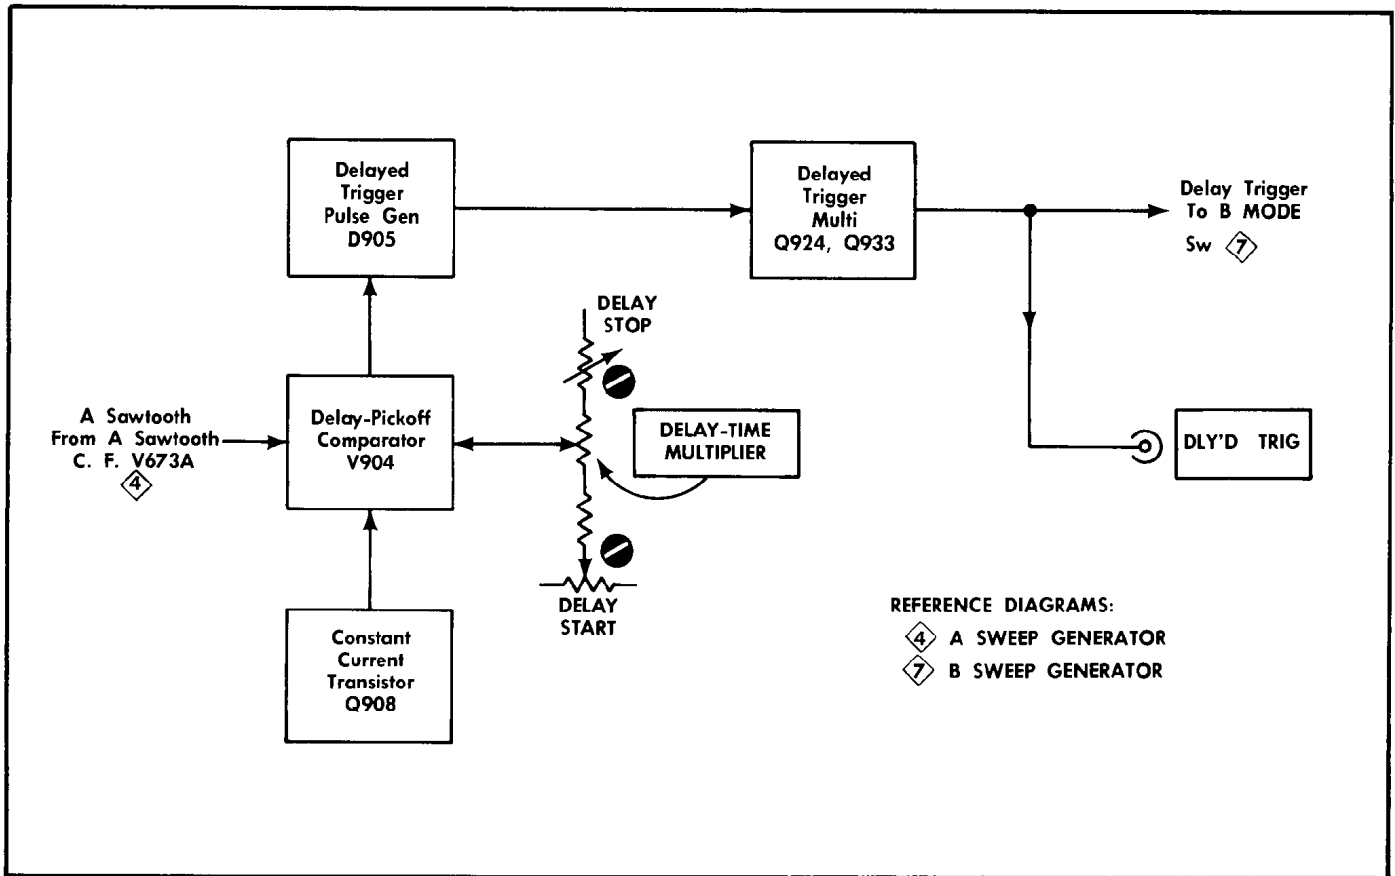 Delayed
Trigger
Pulse Gen
D905
Delayed
Trigger
Multi
Q924, Q933
Delay Trigger
To B MODE
Sw 7
DELAY
STOP
A Sawtooth
From A Sawtooth
C. F. V673A
4
Delay-Pickoff
Comparator
V904
DELAY-TIME
MULTIPLIER
DLY'D TRIG
DELAY
START
Constant
Current
Transistor
Q908
REFERENCE DIAGRAMS:
4 A SWEEP GENERATOR
7 B SWEEP GENERATOR